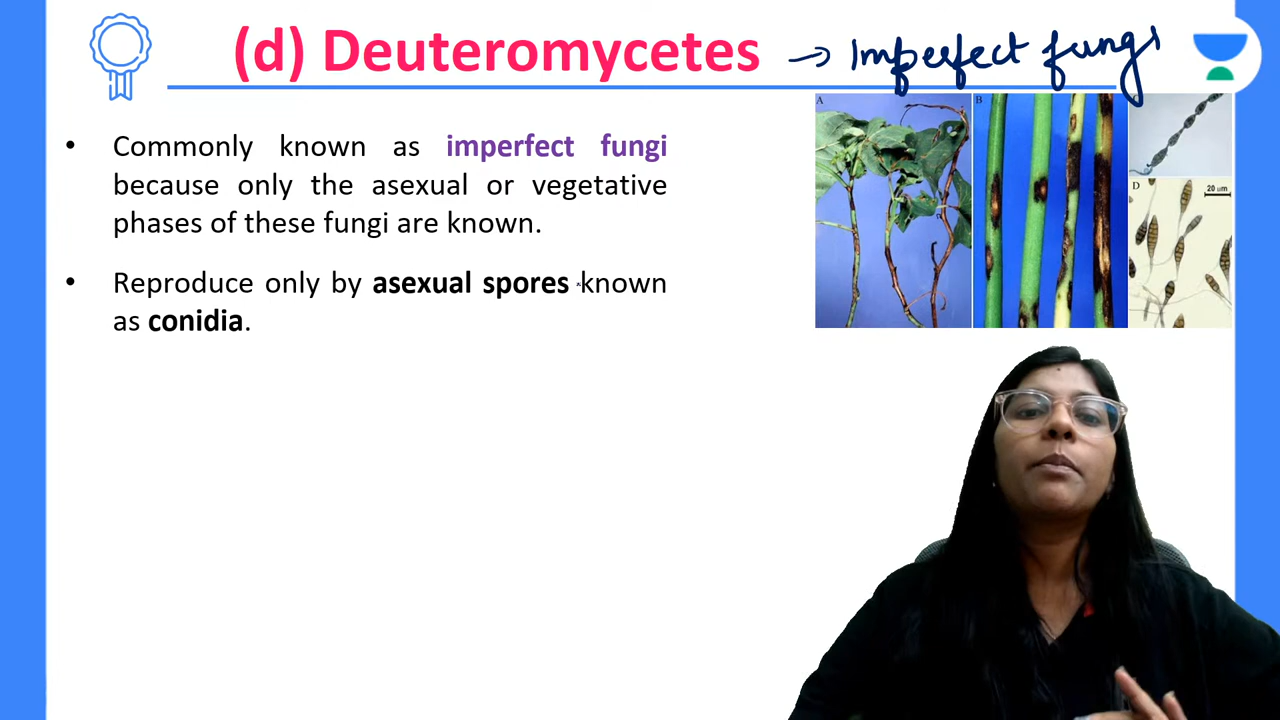 (d) Deuteromycetes → Imperfect fungi
• Commonly known as imperfect fungi
because only the asexual or vegetative
phases of these fungi are known.
• Reproduce only by asexual spores known
as conidia.
A
B
C
D
20 µm